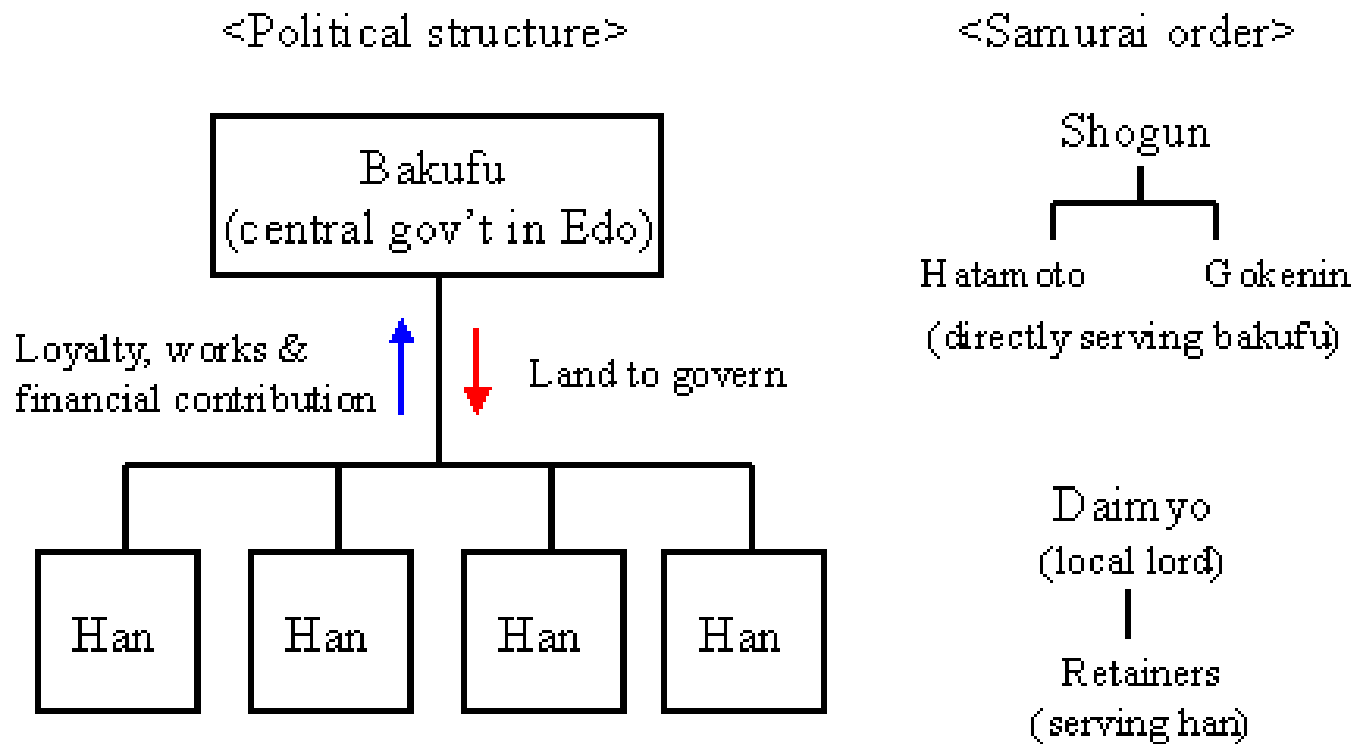 <Political structure>
Bakufu
(central gov't in Edo)
Loyalty, works &
financial contribution
Land to govern
Han
Han
Han
Han
<Samurai order>
Shogun
Hatamoto
Gokenin
(directly serving bakufu)
Daimyo
(local lord)
Retainers
(serving han)